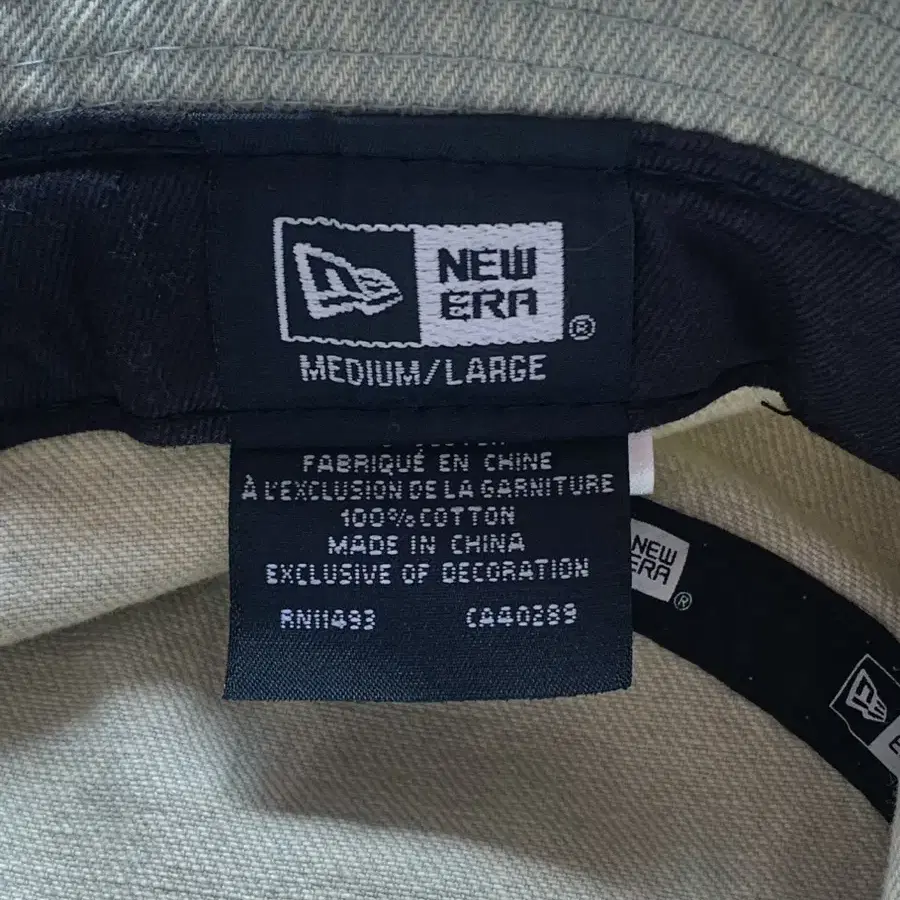 NEW
ERA
®
MEDIUM/LARGE
FABRIQUÉ EN CHINE
À L'EXCLUSION DE LA GARNITURE
100% COTTON
MADE IN CHINA
EXCLUSIVE OF DECORATION
RN11493 CA40289
NEW
ERA
®